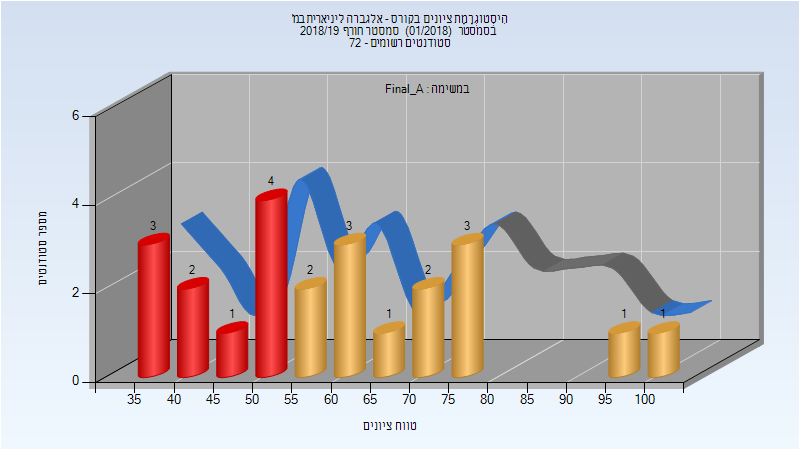 היסטוגרמת ציונים בקורס - אלגברה ליניארית במ'
בסמסטר (01/2018) סמסטר חורף 2018/19
סטודנטים רשומים - 72
במשימה : Final_A
מספר סטודנטים
6
4
2
0
3
2
1
4
2
3
1
2
3
1
1
35 40 45 50 55 60 65 70 75 80 85 90 95 100
טווח ציונים